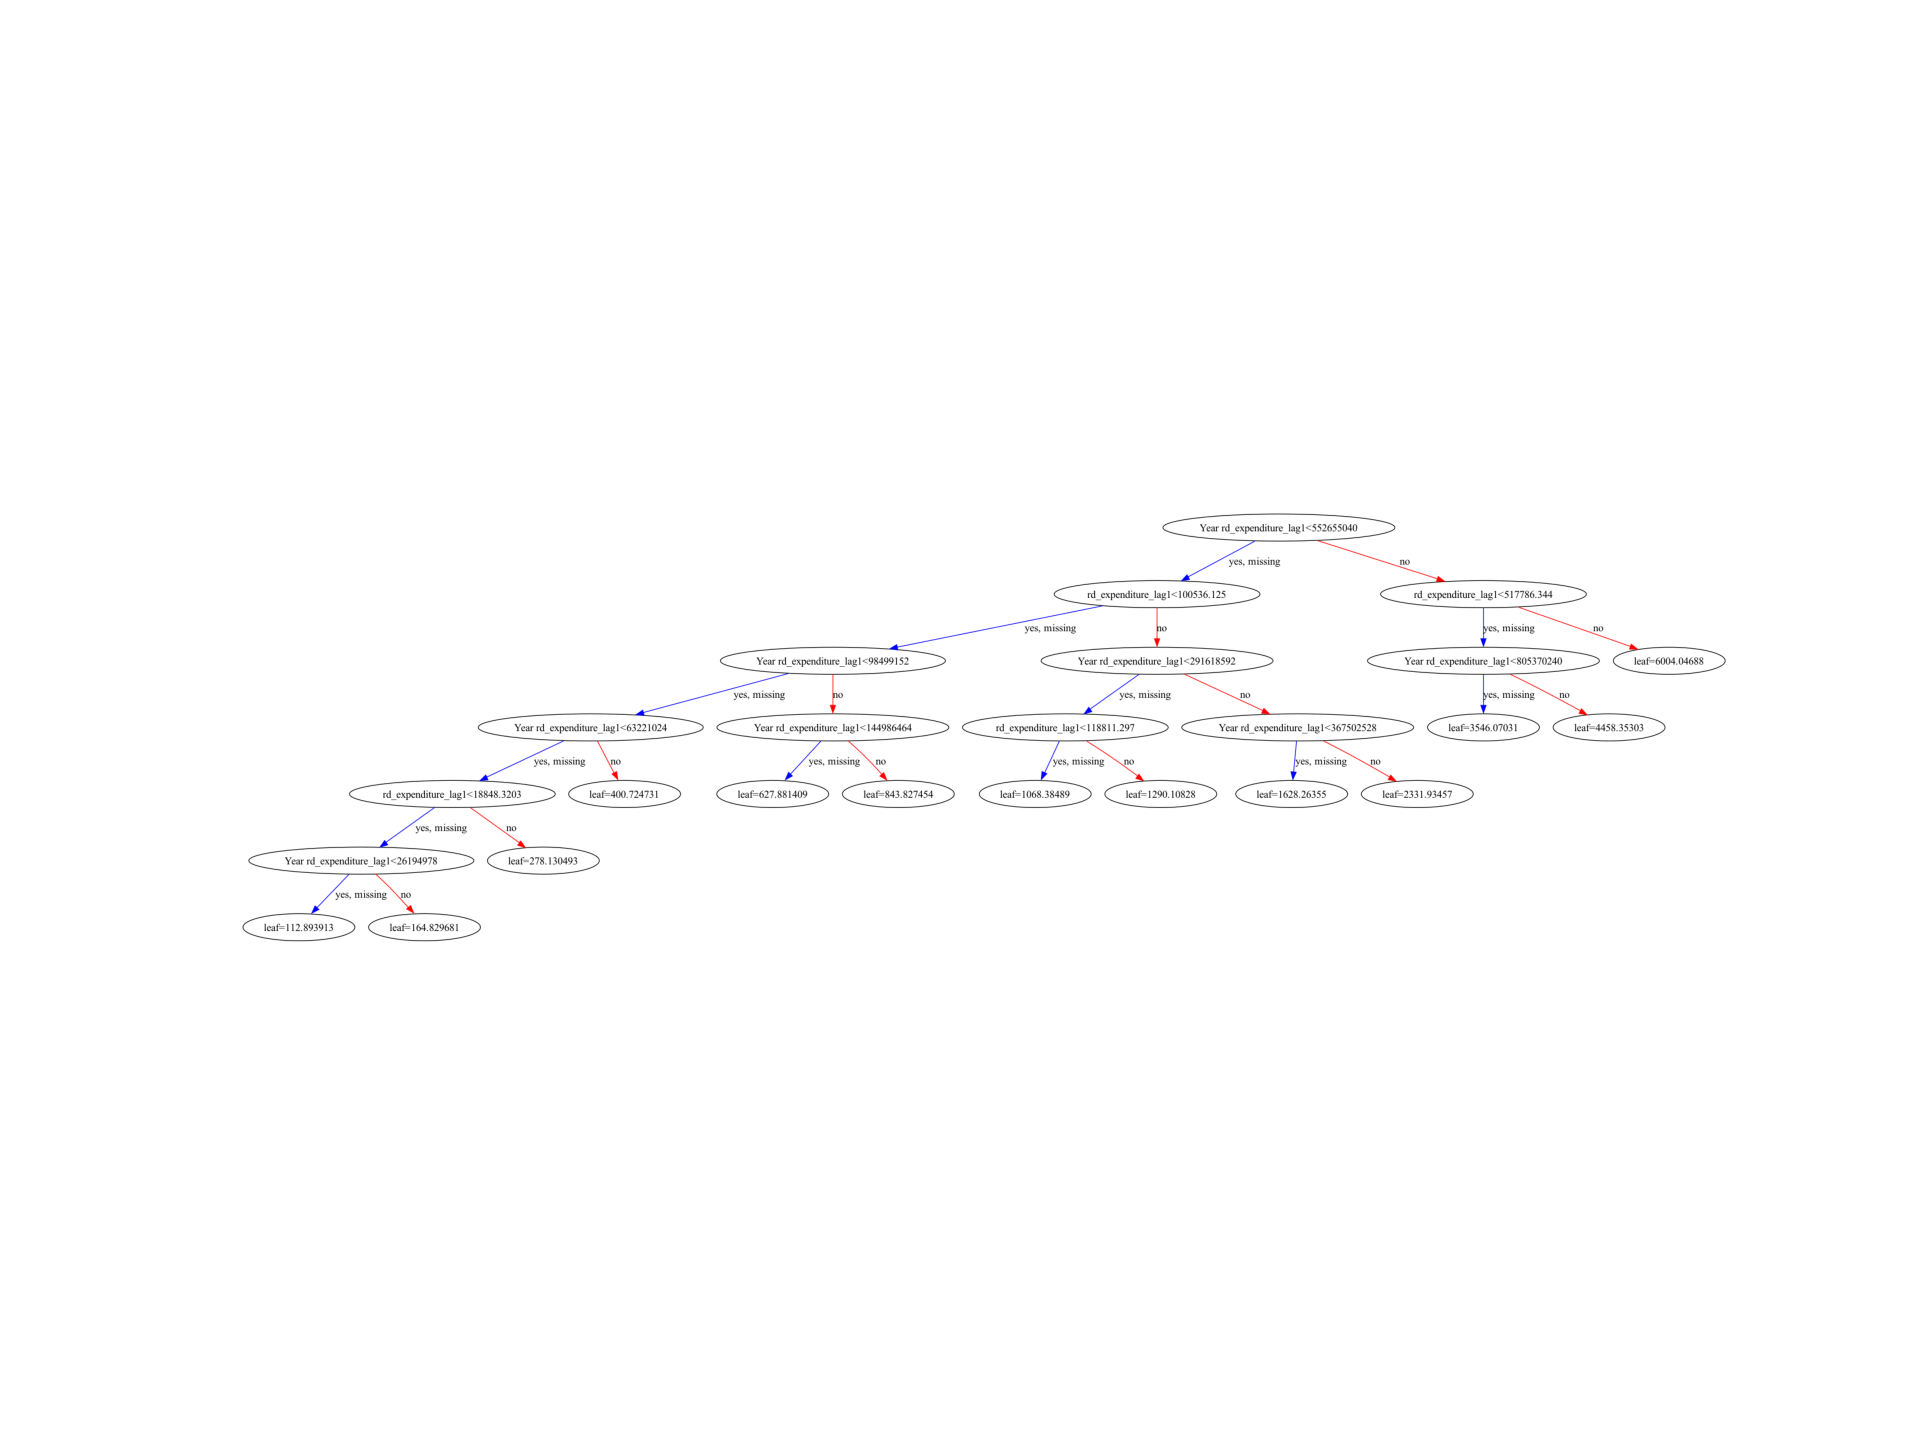 Year rd_expenditure_lag1<552655040
yes, missing
no
rd_expenditure_lag1<100536.125
rd_expenditure_lag1<517786.344
yes, missing
no
yes, missing
no
Year rd_expenditure_lag1<98499152
Year rd_expenditure_lag1<291618592
Year rd_expenditure_lag1<805370240
leaf=6004.04688
yes, missing
no
yes, missing
no
yes, missing
no
Year rd_expenditure_lag1<63221024
Year rd_expenditure_lag1<144986464
rd_expenditure_lag1<118811.297
Year rd_expenditure_lag1<367502528
leaf=3546.07031
leaf=4458.35303
yes, missing
no
yes, missing
no
yes, missing
no
yes, missing
no
rd_expenditure_lag1<18848.3203
leaf=400.724731
leaf=627.881409
leaf=843.827454
leaf=1068.38489
leaf=1290.10828
leaf=1628.26355
leaf=2331.93457
yes, missing
no
Year rd_expenditure_lag1<26194978
leaf=278.130493
yes, missing
no
leaf=112.893913
leaf=164.829681